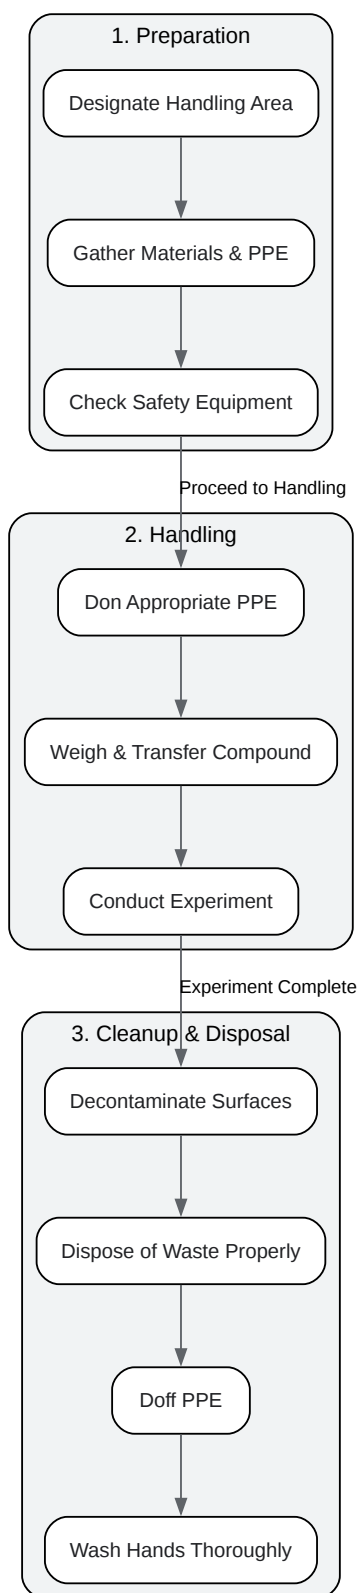 1. Preparation
Designate Handling Area
Gather Materials & PPE
Check Safety Equipment
Proceed to Handling
2. Handling
Don Appropriate PPE
Weigh & Transfer Compound
Conduct Experiment
Experiment Complete
3. Cleanup & Disposal
Decontaminate Surfaces
Dispose of Waste Properly
Doff PPE
Wash Hands Thoroughly